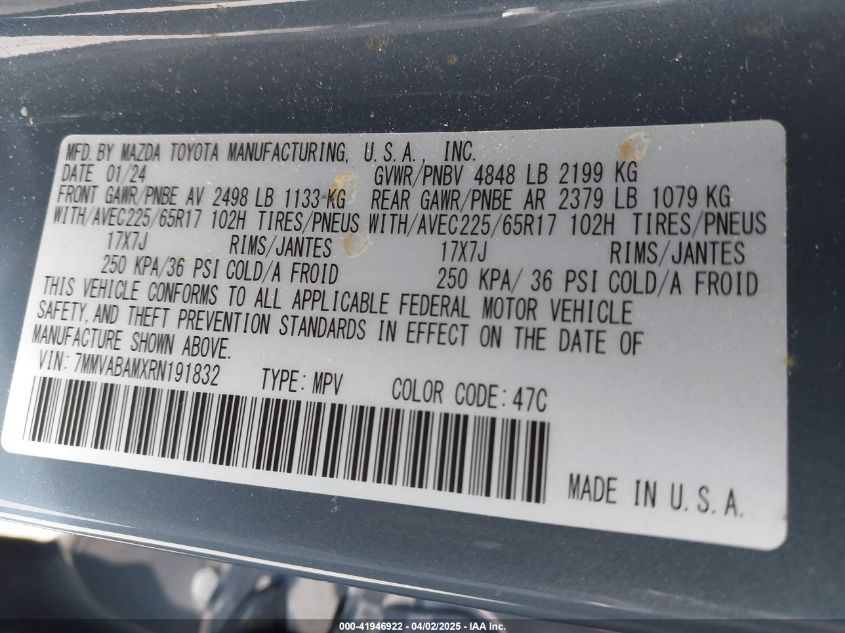 MFD. BY MAZDA TOYOTA MANUFACTURING, U.S.A., INC.
DATE 01/24 GVWR/PNBV 4848 LB 2199 KG
FRONT GAWR/PNBE AV 2498 LB 1133 KG REAR GAWR/PNBE AR 2379 LB 1079 KG
WITH/AVEC225/65R17 102H TIRES/PNEUS WITH/AVEC225/65R17 102H TIRES/PNEUS
17X7J RIMS/JANTES 17X7J RIMS/JANTES
250 KPA/36 PSI COLD/A FROID 250 KPA/ 36 PSI COLD/A FROID
THIS VEHICLE CONFORMS TO ALL APPLICABLE FEDERAL MOTOR VEHICLE
SAFETY, AND THEFT PREVENTION STANDARDS IN EFFECT ON THE DATE OF
MANUFACTURE SHOWN ABOVE.
VIN: 7MMVABAMXRN191832 TYPE: MPV COLOR CODE: 47C
MADE IN U.S.A.
000-41946922 - 04/02/2025 - IAA Inc.